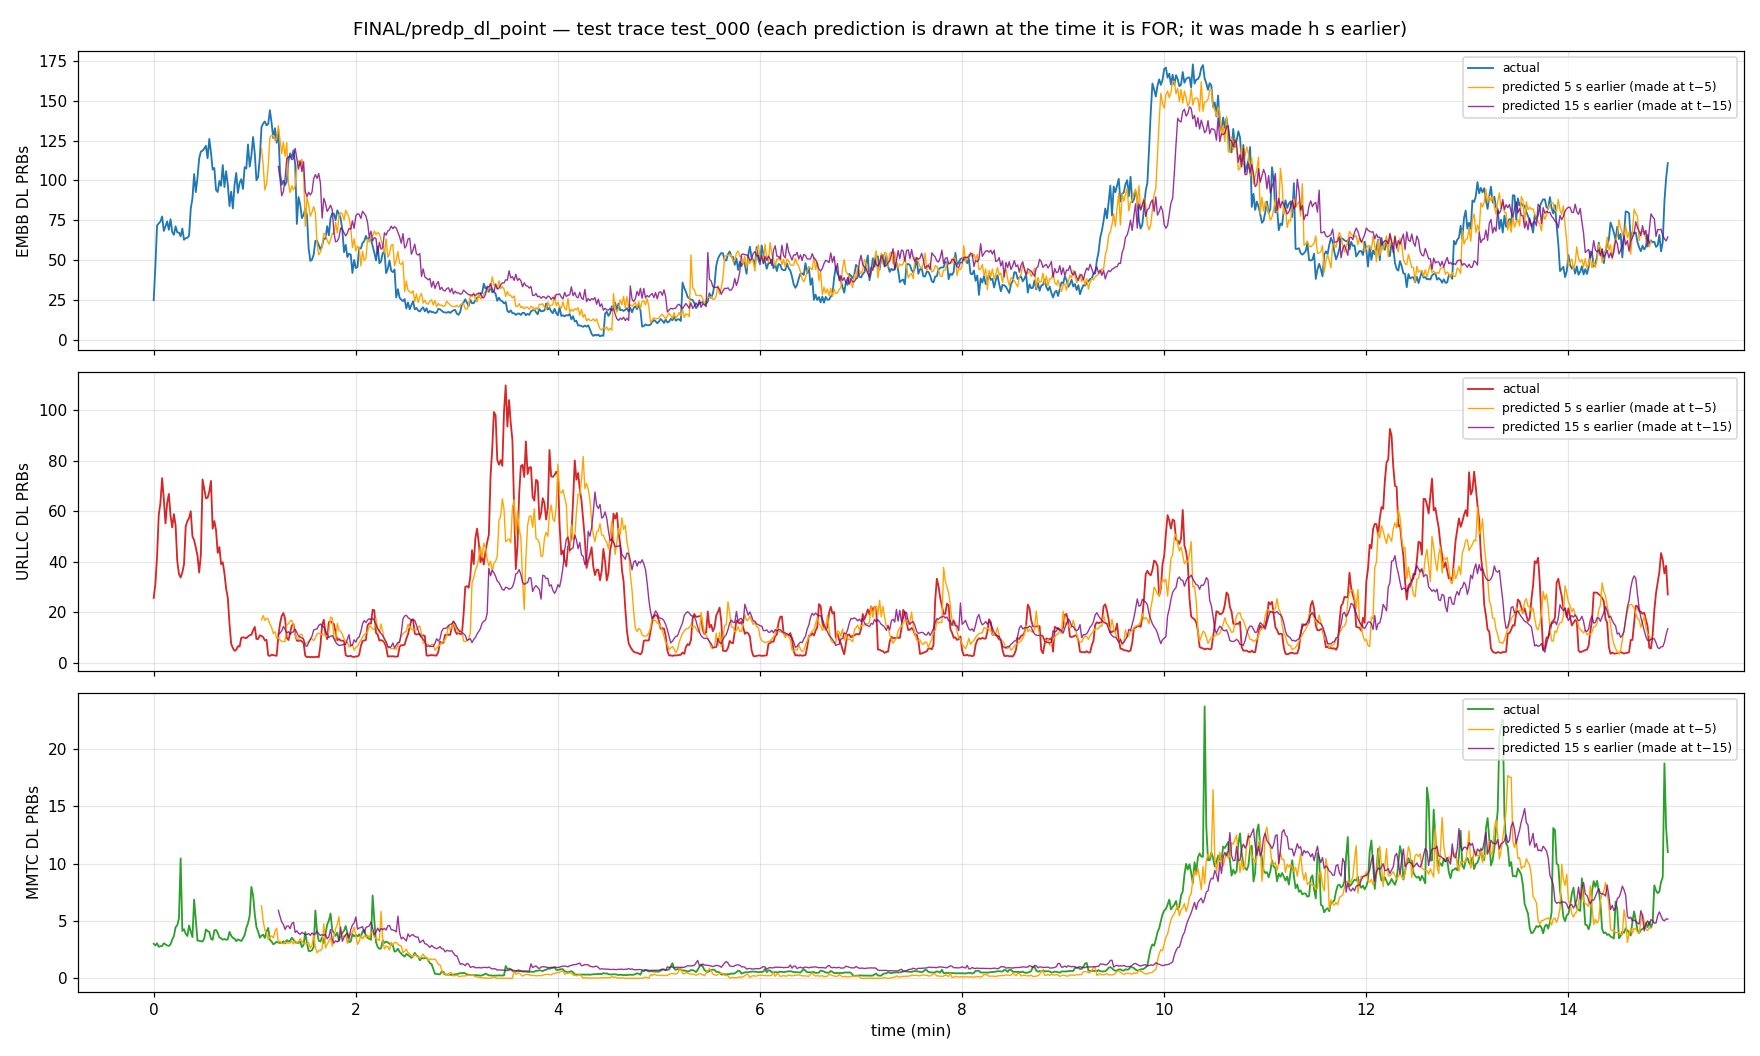 FINAL/predp_dl_point — test trace test_000 (each prediction is drawn at the time it is FOR; it was made h s earlier)
EMBB DL PRBs
175
150
125
100
75
50
25
0
actual
predicted 5 s earlier (made at t−5)
predicted 15 s earlier (made at t−15)
URLLC DL PRBs
100
80
60
40
20
0
actual
predicted 5 s earlier (made at t−5)
predicted 15 s earlier (made at t−15)
MMTC DL PRBs
20
15
10
5
0
actual
predicted 5 s earlier (made at t−5)
predicted 15 s earlier (made at t−15)
0 2 4 6 8 10 12 14
time (min)